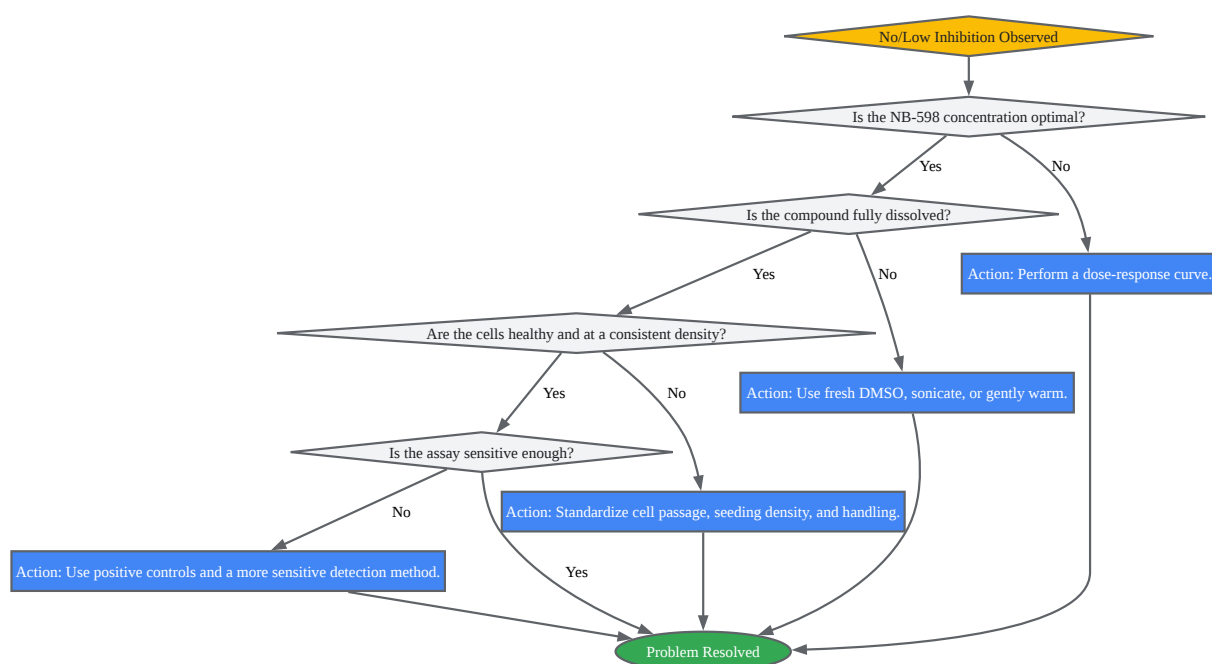 No/Low Inhibition Observed
Is the NB-598 concentration optimal?
Yes
No
Is the compound fully dissolved?
Yes
No
Action: Perform a dose-response curve.
Are the cells healthy and at a consistent density?
Yes
No
Action: Use fresh DMSO, sonicate, or gently warm.
Is the assay sensitive enough?
No
Action: Standardize cell passage, seeding density, and handling.
Action: Use positive controls and a more sensitive detection method.
Yes
Problem Resolved